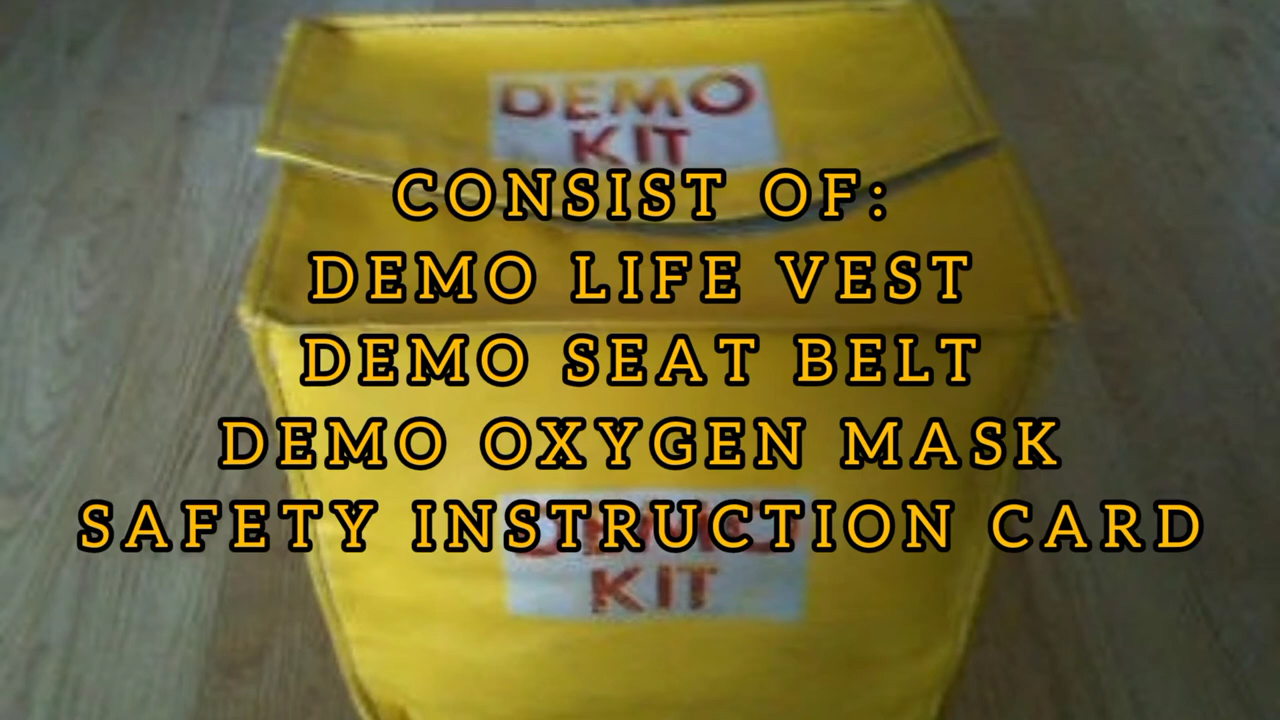 DEMO
KIT
CONSIST OF:
DEMO LIFE VEST
DEMO SEAT BELT
DEMO OXYGEN MASK
SAFETY INSTRUCTION CARD
KIT